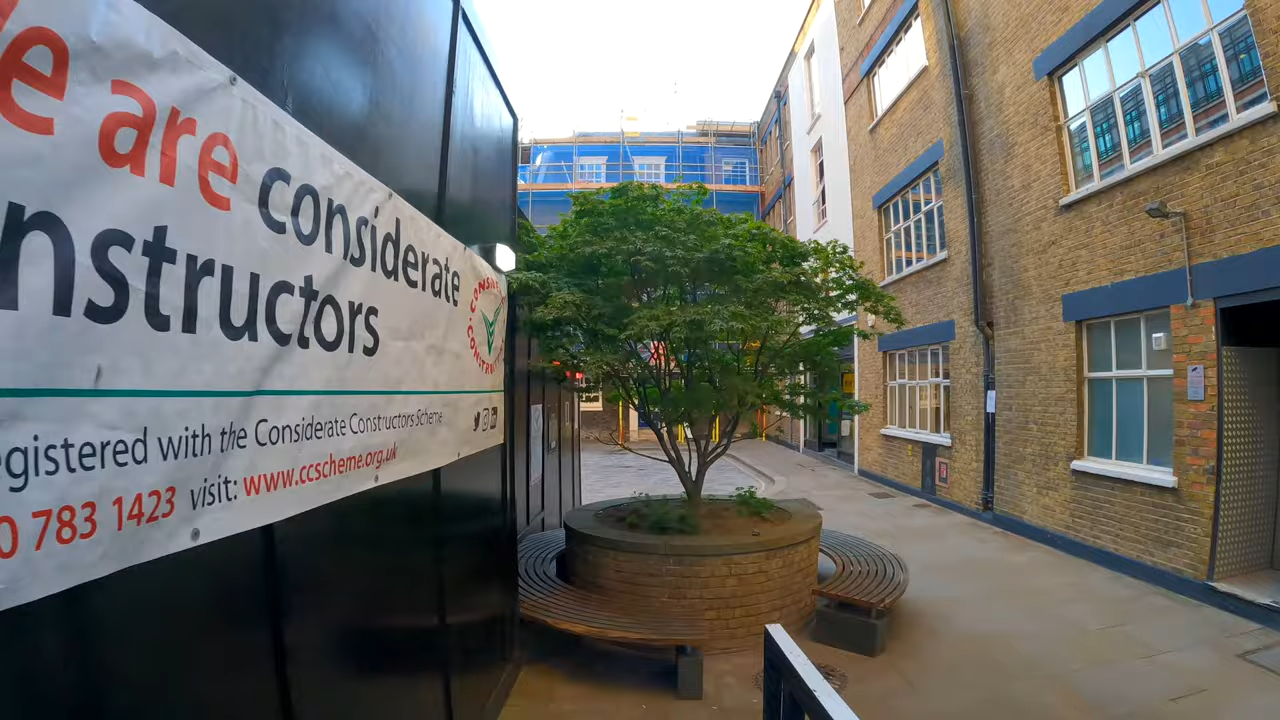 e are considerate
nstructors
egistered with the Considerate Constructors Scheme
0 783 1423 visit: www.ccscheme.org.uk